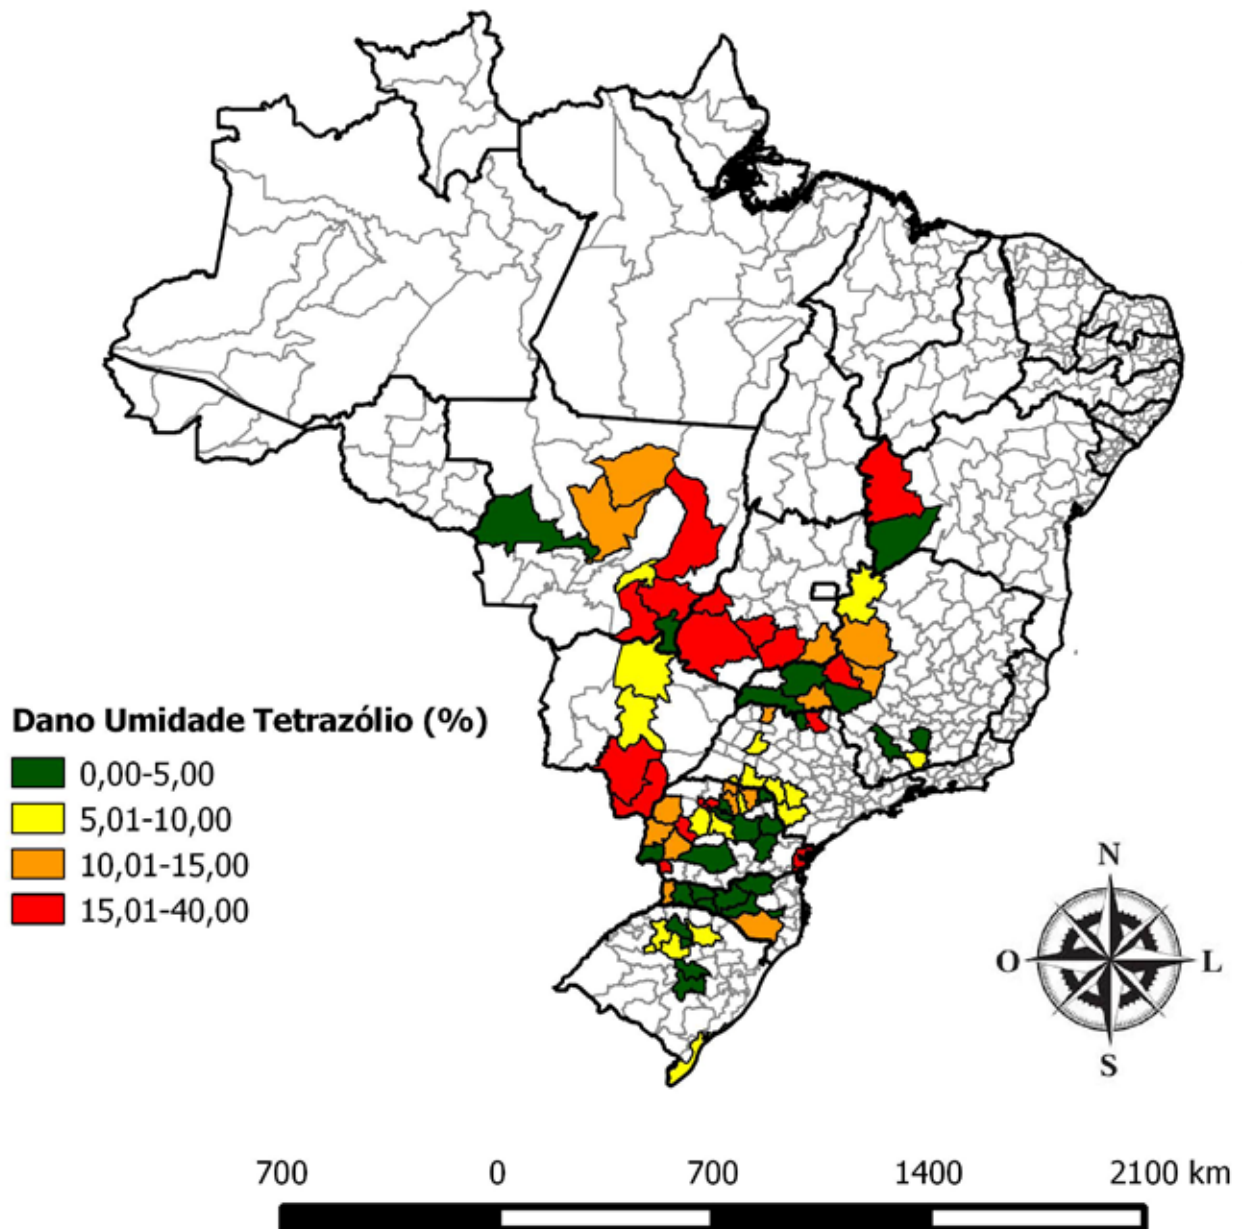 Dano Umidade Tetrazólio (%)
0,00-5,00
5,01-10,00
10,01-15,00
15,01-40,00
N
O
L
S
700 0 700 1400 2100 km